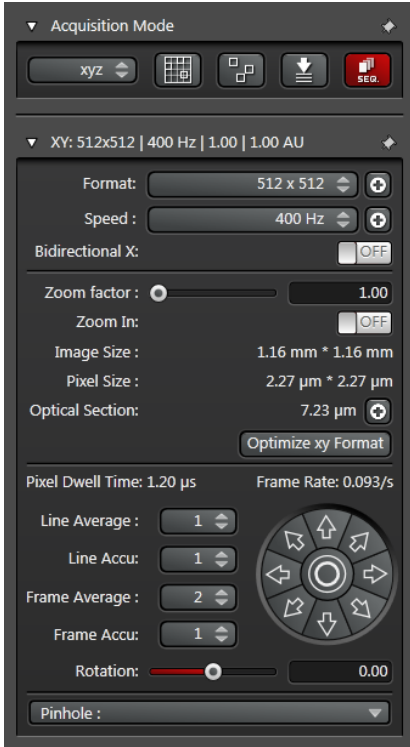 Acquisition Mode
xyz
SEQ.
XY: 512x512 | 400 Hz | 1.00 | 1.00 AU
Format: 512 x 512
Speed : 400 Hz
Bidirectional X: OFF
Zoom factor : 1.00
Zoom In: OFF
Image Size : 1.16 mm * 1.16 mm
Pixel Size : 2.27 µm * 2.27 µm
Optical Section: 7.23 µm
Optimize xy Format
Pixel Dwell Time: 1.20 µs Frame Rate: 0.093/s
Line Average : 1
Line Accu: 1
Frame Average : 2
Frame Accu: 1
Rotation: 0.00
Pinhole :